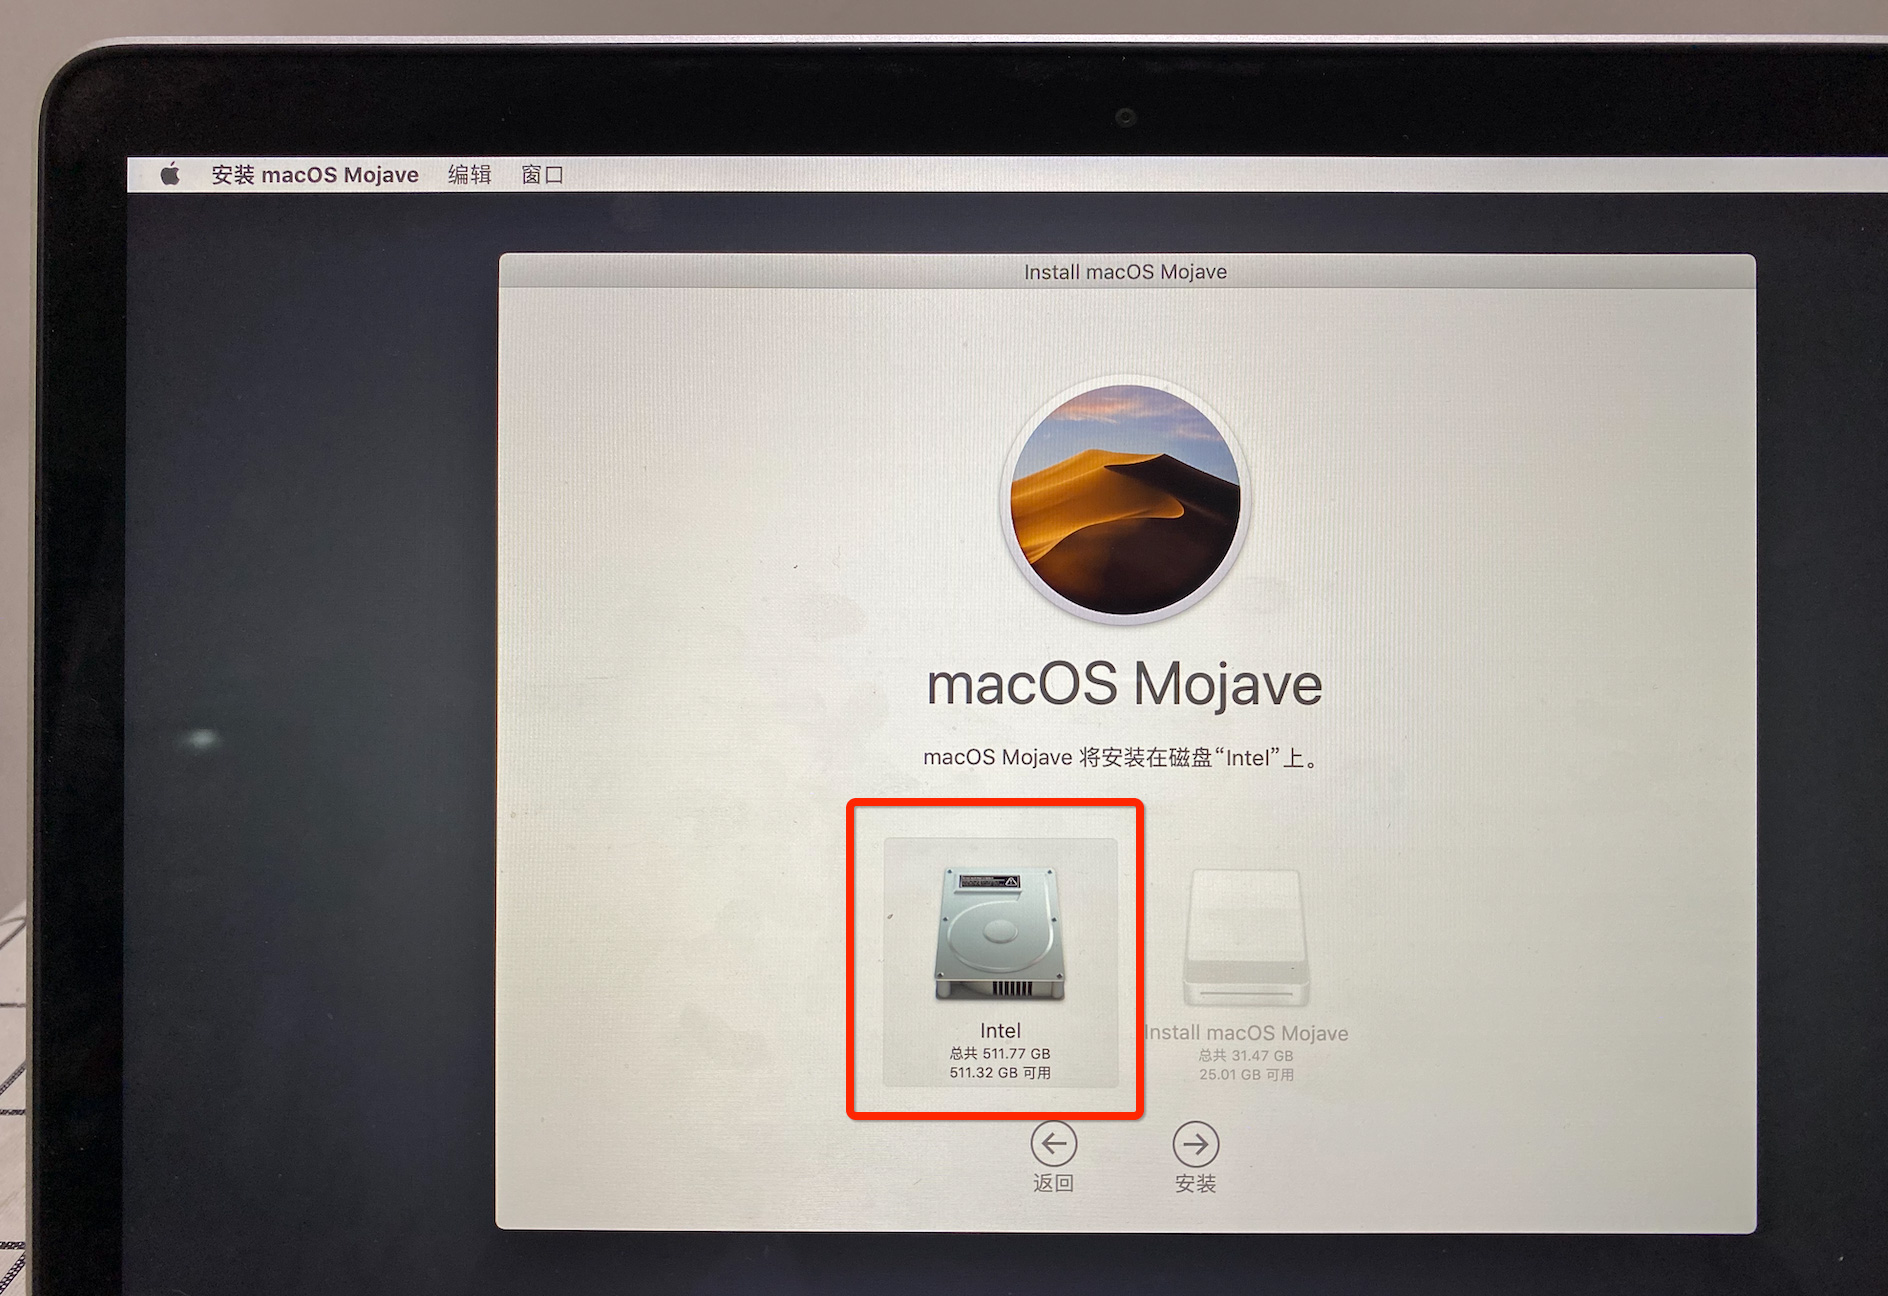 安装 macOS Mojave 编辑 窗口
Install macOS Mojave
macOS Mojave
macOS Mojave 将安装在磁盘“Intel”上。
Intel
总共 511.77 GB
511.32 GB 可用
Install macOS Mojave
总共 31.47 GB
25.01 GB 可用
返回
安装